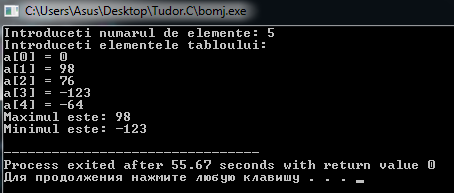 C:\Users\Asus\Desktop\Tudor.C\bomj.exe
Introduceti numarul de elemente: 5
Introduceti elementele tabloului:
a[0] = 0
a[1] = 98
a[2] = 76
a[3] = -123
a[4] = -64
Maximul este: 98
Minimul este: -123
--------------------------------
Process exited after 55.67 seconds with return value 0
Для продолжения нажмите любую клавишу . . . _